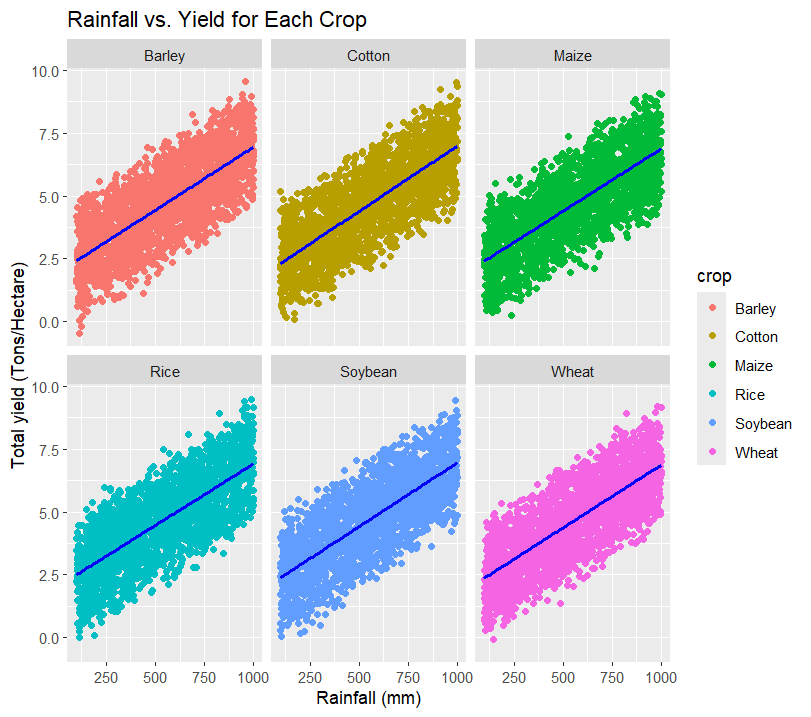 Rainfall vs. Yield for Each Crop
Barley Cotton Maize
10.0
7.5
5.0
2.5
0.0
Rice Soybean Wheat
10.0
7.5
5.0
2.5
0.0
250 500 750 1000 250 500 750 1000 250 500 750 1000
Rainfall (mm)
Total yield (Tons/Hectare)
crop
Barley
Cotton
Maize
Rice
Soybean
Wheat